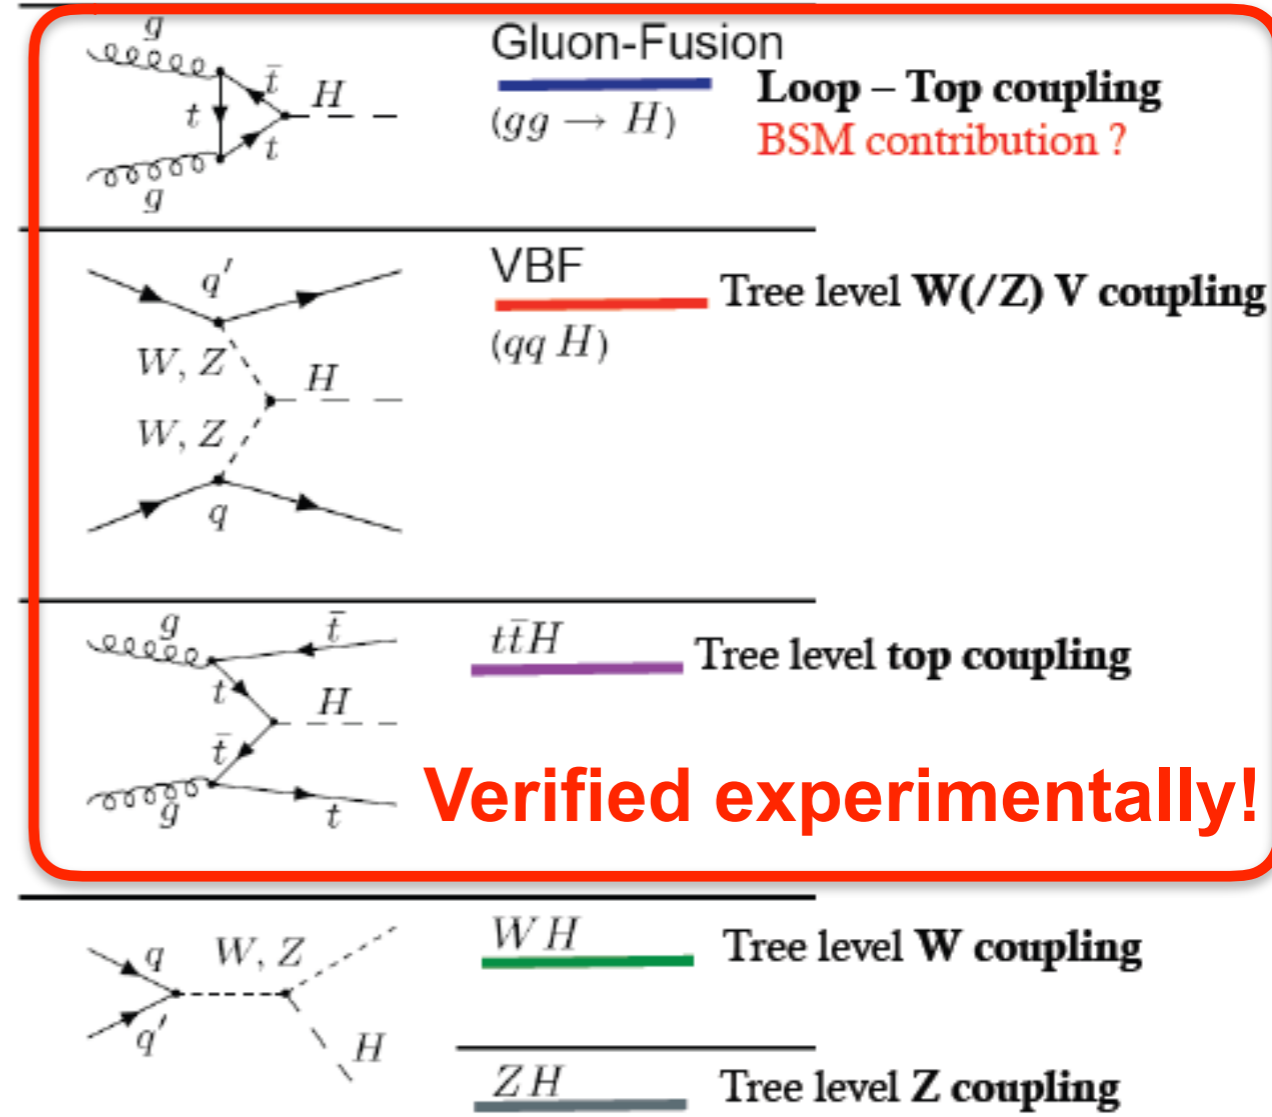 g
t̄
t
H
t
g
Gluon-Fusion
(gg → H)
Loop – Top coupling
BSM contribution ?
q′
W, Z
H
W, Z
q
VBF
(qq H)
Tree level W(/Z) V coupling
g
t̄
t
H
t̄
g
t
tt̄H
Tree level top coupling
Verified experimentally!
q
W, Z
q′
H
WH
Tree level W coupling
ZH
Tree level Z coupling